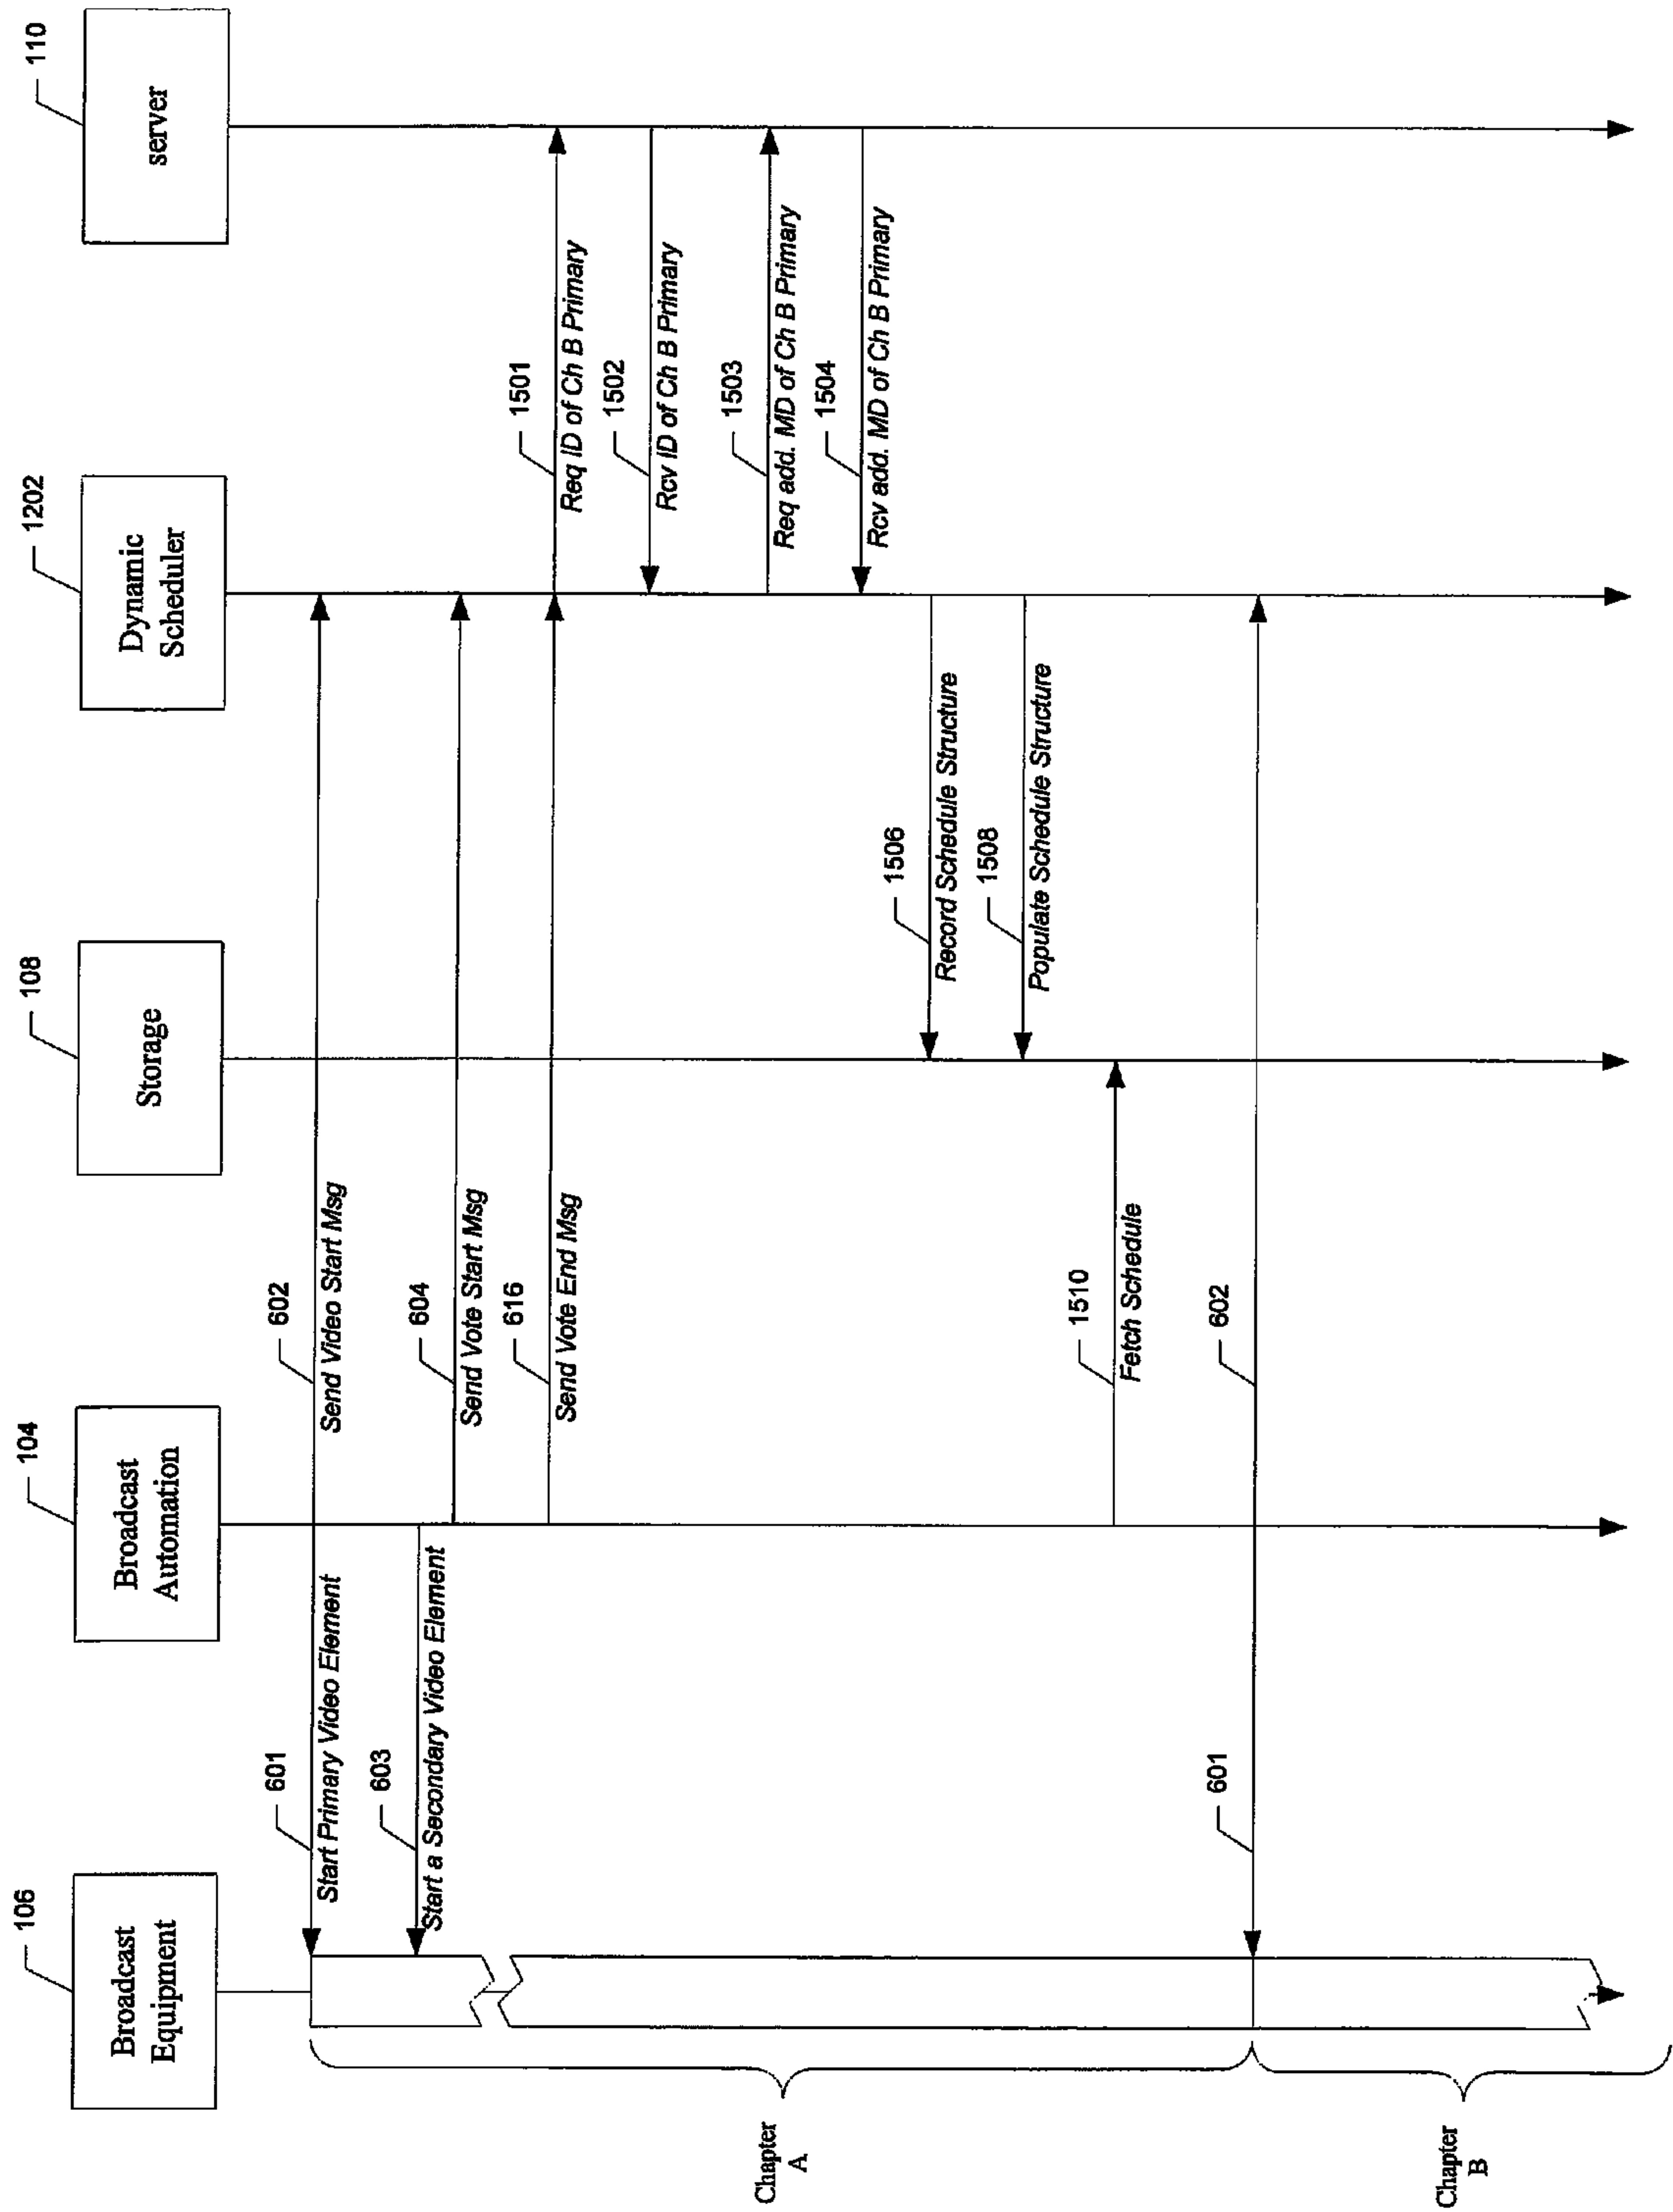 106
Broadcast
Equipment
104
Broadcast
Automation
108
Storage
1202
Dynamic
Scheduler
110
server
601
Start Primary Video Element
602
Send Video Start Msg
603
Start a Secondary Video Element
604
Send Vote Start Msg
616
Send Vote End Msg
1501
Req ID of Ch B Primary
1502
Rcv ID of Ch B Primary
1503
Req add. MD of Ch B Primary
1504
Rcv add. MD of Ch B Primary
1506
Record Schedule Structure
1508
Populate Schedule Structure
1510
Fetch Schedule
601
602
Chapter
A
Chapter
B